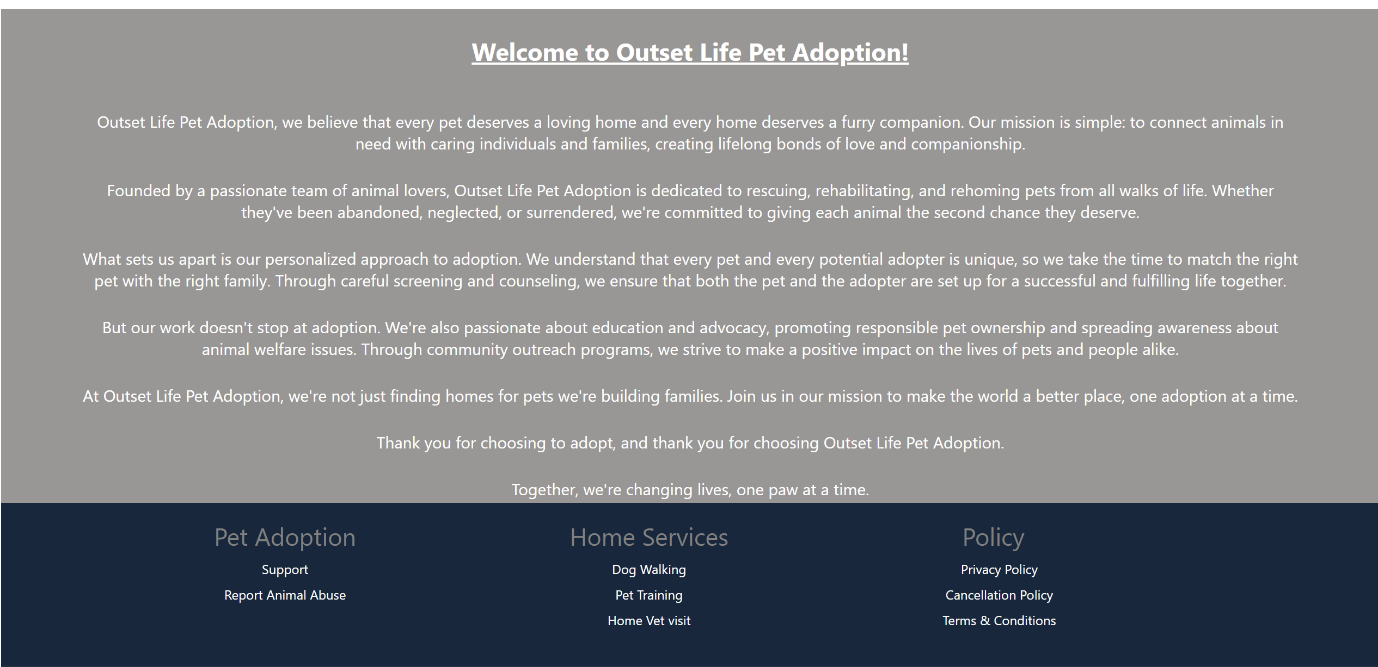 Welcome to Outset Life Pet Adoption!
Outset Life Pet Adoption, we believe that every pet deserves a loving home and every home deserves a furry companion. Our mission is simple: to connect animals in
need with caring individuals and families, creating lifelong bonds of love and companionship.
Founded by a passionate team of animal lovers, Outset Life Pet Adoption is dedicated to rescuing, rehabilitating, and rehoming pets from all walks of life. Whether
they've been abandoned, neglected, or surrendered, we're committed to giving each animal the second chance they deserve.
What sets us apart is our personalized approach to adoption. We understand that every pet and every potential adopter is unique, so we take the time to match the right
pet with the right family. Through careful screening and counseling, we ensure that both the pet and the adopter are set up for a successful and fulfilling life together.
But our work doesn't stop at adoption. We're also passionate about education and advocacy, promoting responsible pet ownership and spreading awareness about
animal welfare issues. Through community outreach programs, we strive to make a positive impact on the lives of pets and people alike.
At Outset Life Pet Adoption, we're not just finding homes for pets we're building families. Join us in our mission to make the world a better place, one adoption at a time.
Thank you for choosing to adopt, and thank you for choosing Outset Life Pet Adoption.
Together, we're changing lives, one paw at a time.
Pet Adoption
Support
Report Animal Abuse
Home Services
Dog Walking
Pet Training
Home Vet visit
Policy
Privacy Policy
Cancellation Policy
Terms & Conditions